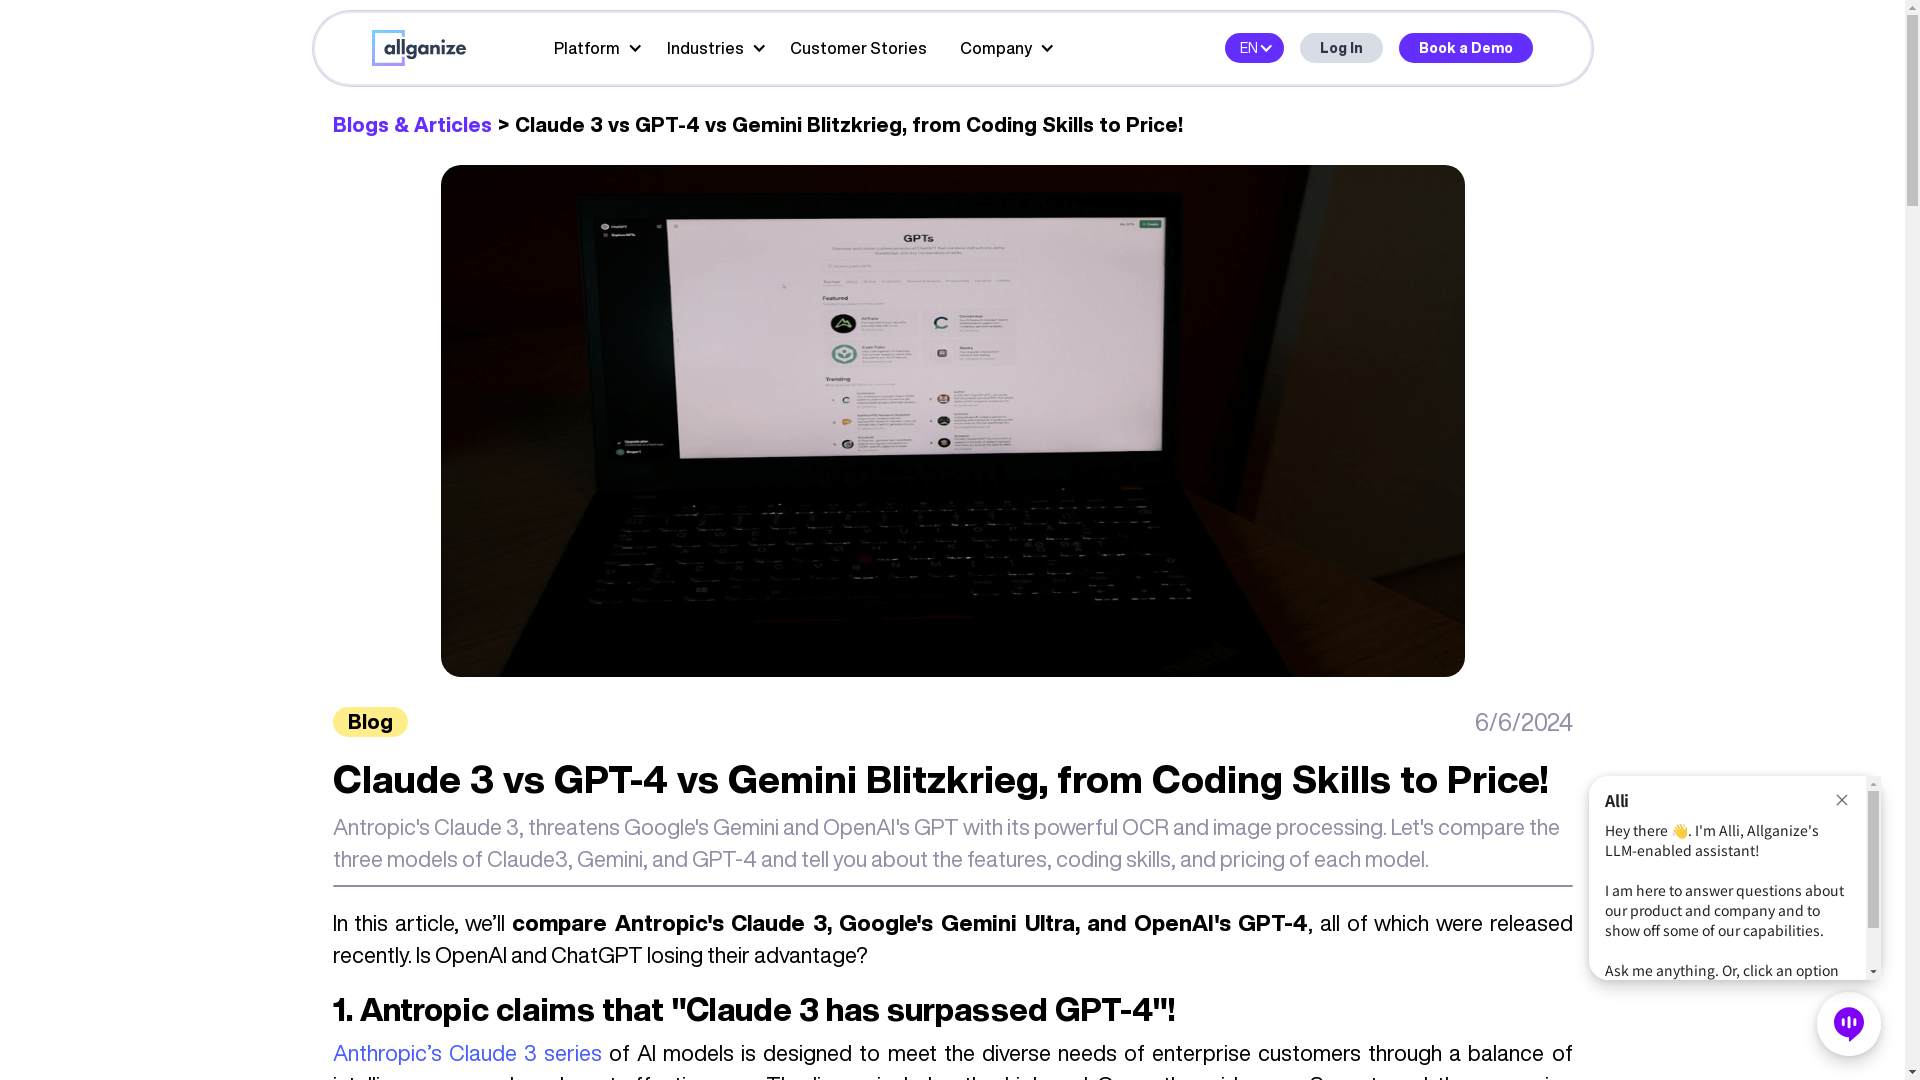 allganize
Platform
Industries
Customer Stories
Company
EN
Log In
Book a Demo
Blogs & Articles > Claude 3 vs GPT-4 vs Gemini Blitzkrieg, from Coding Skills to Price!
GPTs
Featured
Trending
Blog
6/6/2024
Claude 3 vs GPT-4 vs Gemini Blitzkrieg, from Coding Skills to Price!
Antropic's Claude 3, threatens Google's Gemini and OpenAI's GPT with its powerful OCR and image processing. Let's compare the
three models of Claude3, Gemini, and GPT-4 and tell you about the features, coding skills, and pricing of each model.
In this article, we’ll compare Antropic's Claude 3, Google's Gemini Ultra, and OpenAI's GPT-4, all of which were released
recently. Is OpenAI and ChatGPT losing their advantage?
1. Antropic claims that "Claude 3 has surpassed GPT-4"!
Anthropic’s Claude 3 series of AI models is designed to meet the diverse needs of enterprise customers through a balance of
Alli
Hey there 👋. I'm Alli, Allganize's
LLM-enabled assistant!
I am here to answer questions about
our product and company and to
show off some of our capabilities.
Ask me anything. Or, click an option